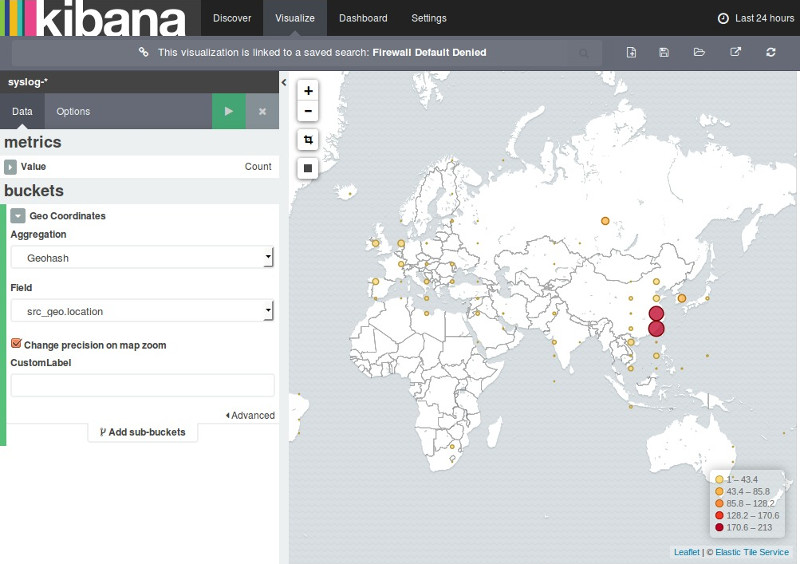 kibana
Discover
Visualize
Dashboard
Settings
Last 24 hours
This visualization is linked to a saved search: Firewall Default Denied
syslog-*
Data
Options
metrics
Value
Count
buckets
Geo Coordinates
Aggregation
Geohash
Field
src_geo.location
Change precision on map zoom
CustomLabel
Advanced
Add sub-buckets
+
−
1 – 43.4
43.4 – 85.8
85.8 – 128.2
128.2 – 170.6
170.6 – 213
Leaflet | © Elastic Tile Service